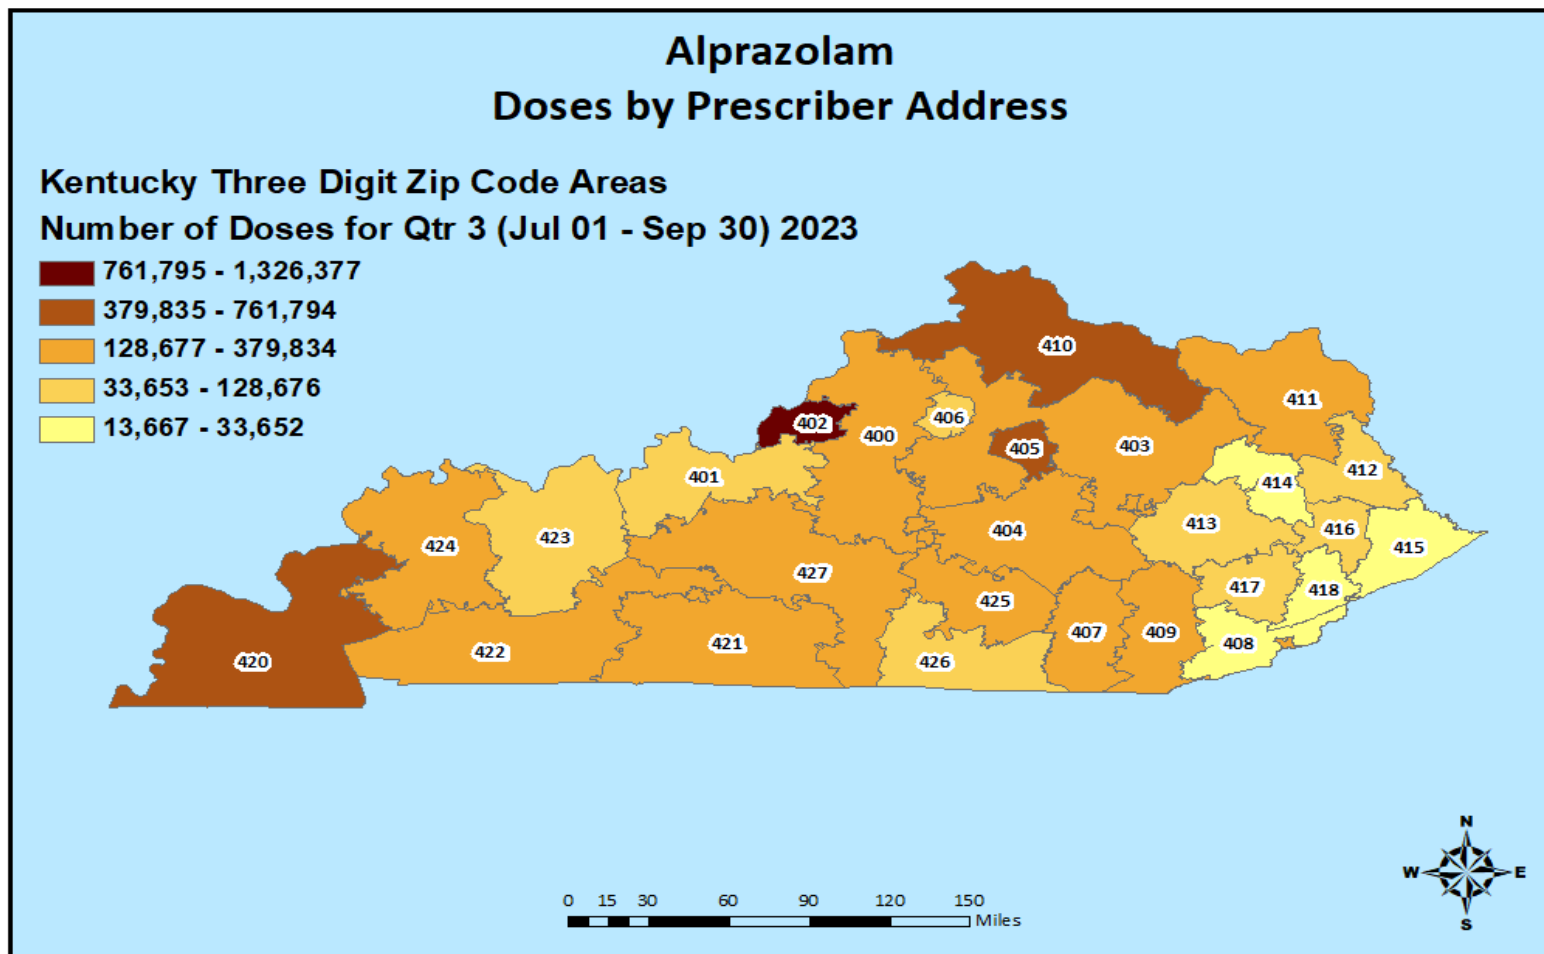 Alprazolam
Doses by Prescriber Address
Kentucky Three Digit Zip Code Areas
Number of Doses for Qtr 3 (Jul 01 - Sep 30) 2023
761,795 - 1,326,377
379,835 - 761,794
128,677 - 379,834
33,653 - 128,676
13,667 - 33,652
410
411
402
406
400
405
403
401
414
412
413
416
423
424
404
415
427
417
418
425
420
422
421
426
407
409
408
N
W E
S
0 15 30 60 90 120 150
Miles